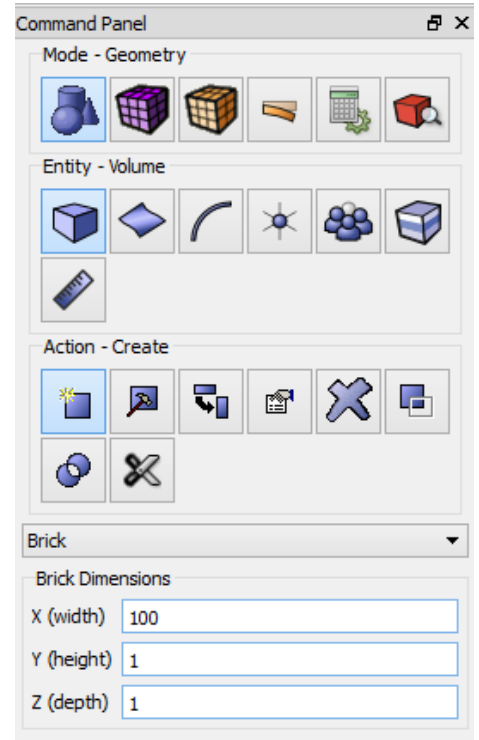 Command Panel
Mode - Geometry
Entity - Volume
Action - Create
Brick
Brick Dimensions
X (width) 100
Y (height) 1
Z (depth) 1